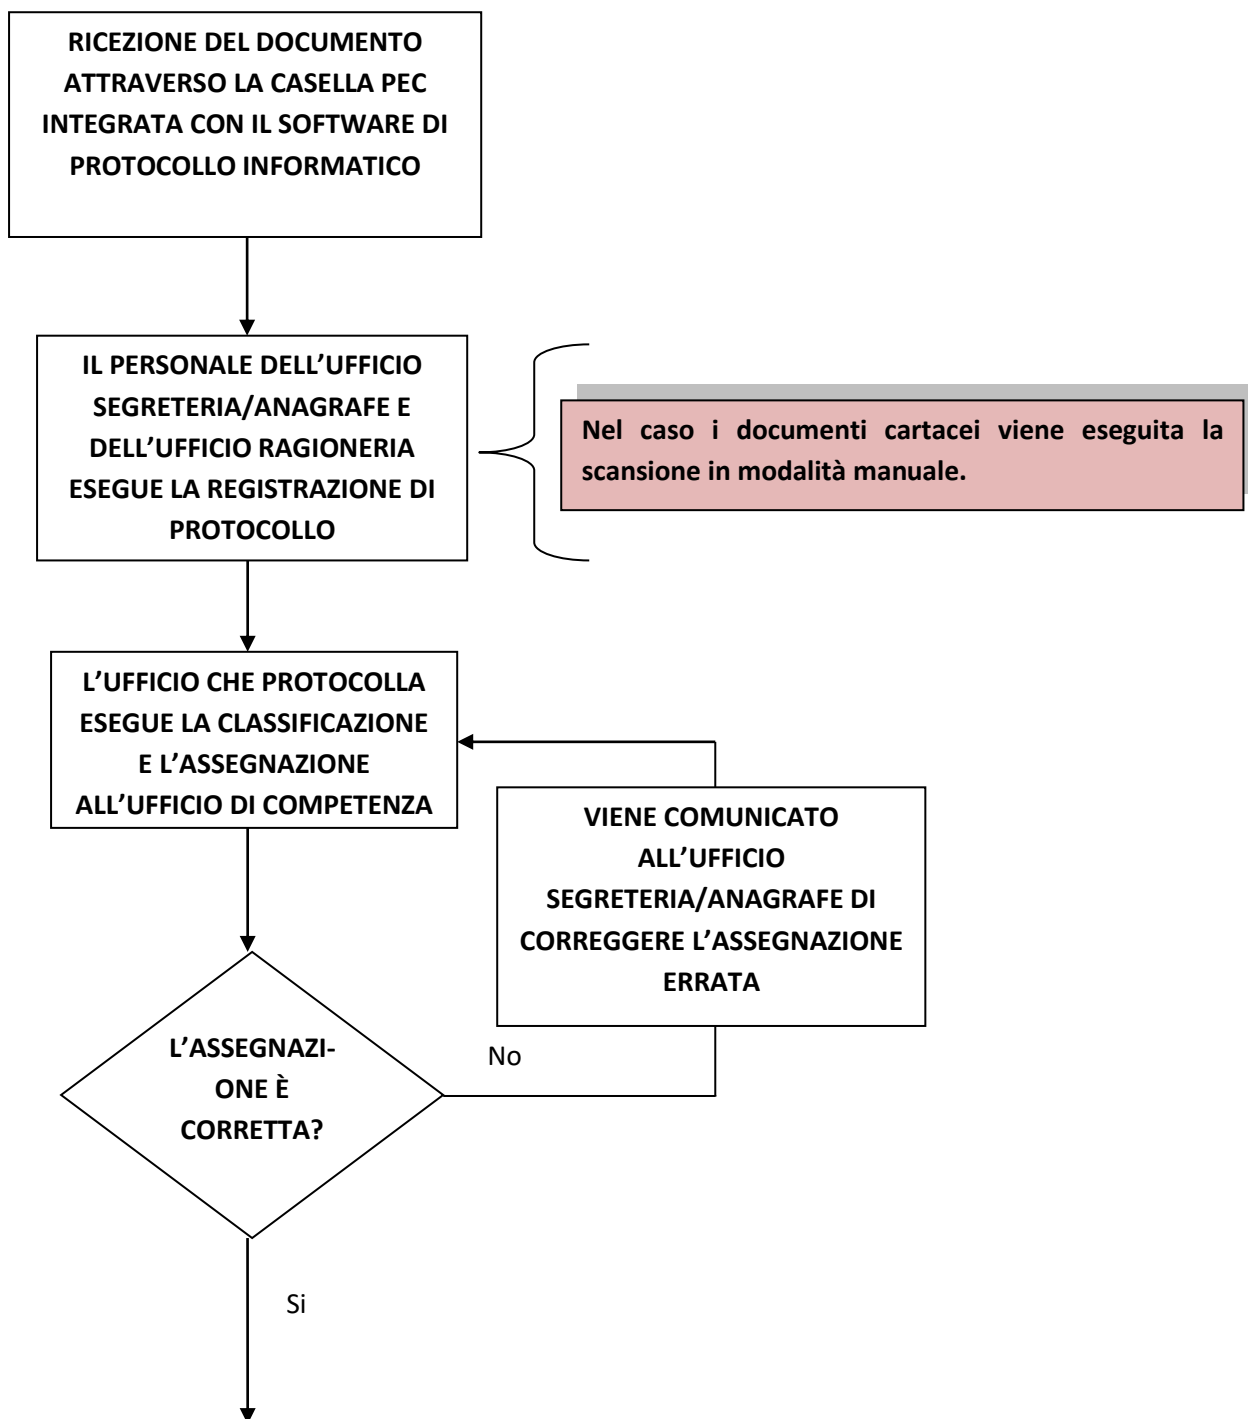 RICEZIONE DEL DOCUMENTO
ATTRAVERSO LA CASELLA PEC
INTEGRATA CON IL SOFTWARE DI
PROTOCOLLO INFORMATICO
IL PERSONALE DELL’UFFICIO
SEGRETERIA/ANAGRAFE E
DELL’UFFICIO RAGIONERIA
ESEGUE LA REGISTRAZIONE DI
PROTOCOLLO
Nel caso i documenti cartacei viene eseguita la
scansione in modalità manuale.
L’UFFICIO CHE PROTOCOLLA
ESEGUE LA CLASSIFICAZIONE
E L’ASSEGNAZIONE
ALL’UFFICIO DI COMPETENZA
VIENE COMUNICATO
ALL’UFFICIO
SEGRETERIA/ANAGRAFE DI
CORREGGERE L’ASSEGNAZIONE
ERRATA
L’ASSEGNAZI-
ONE È
CORRETTA?
No
Si